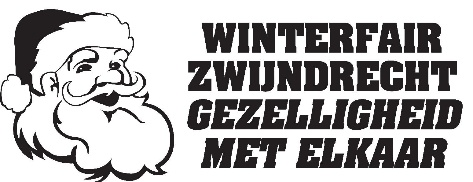 WINTERFAIR
ZWIJNDRECHT
GEZELLIGHEID
MET ELKAAR